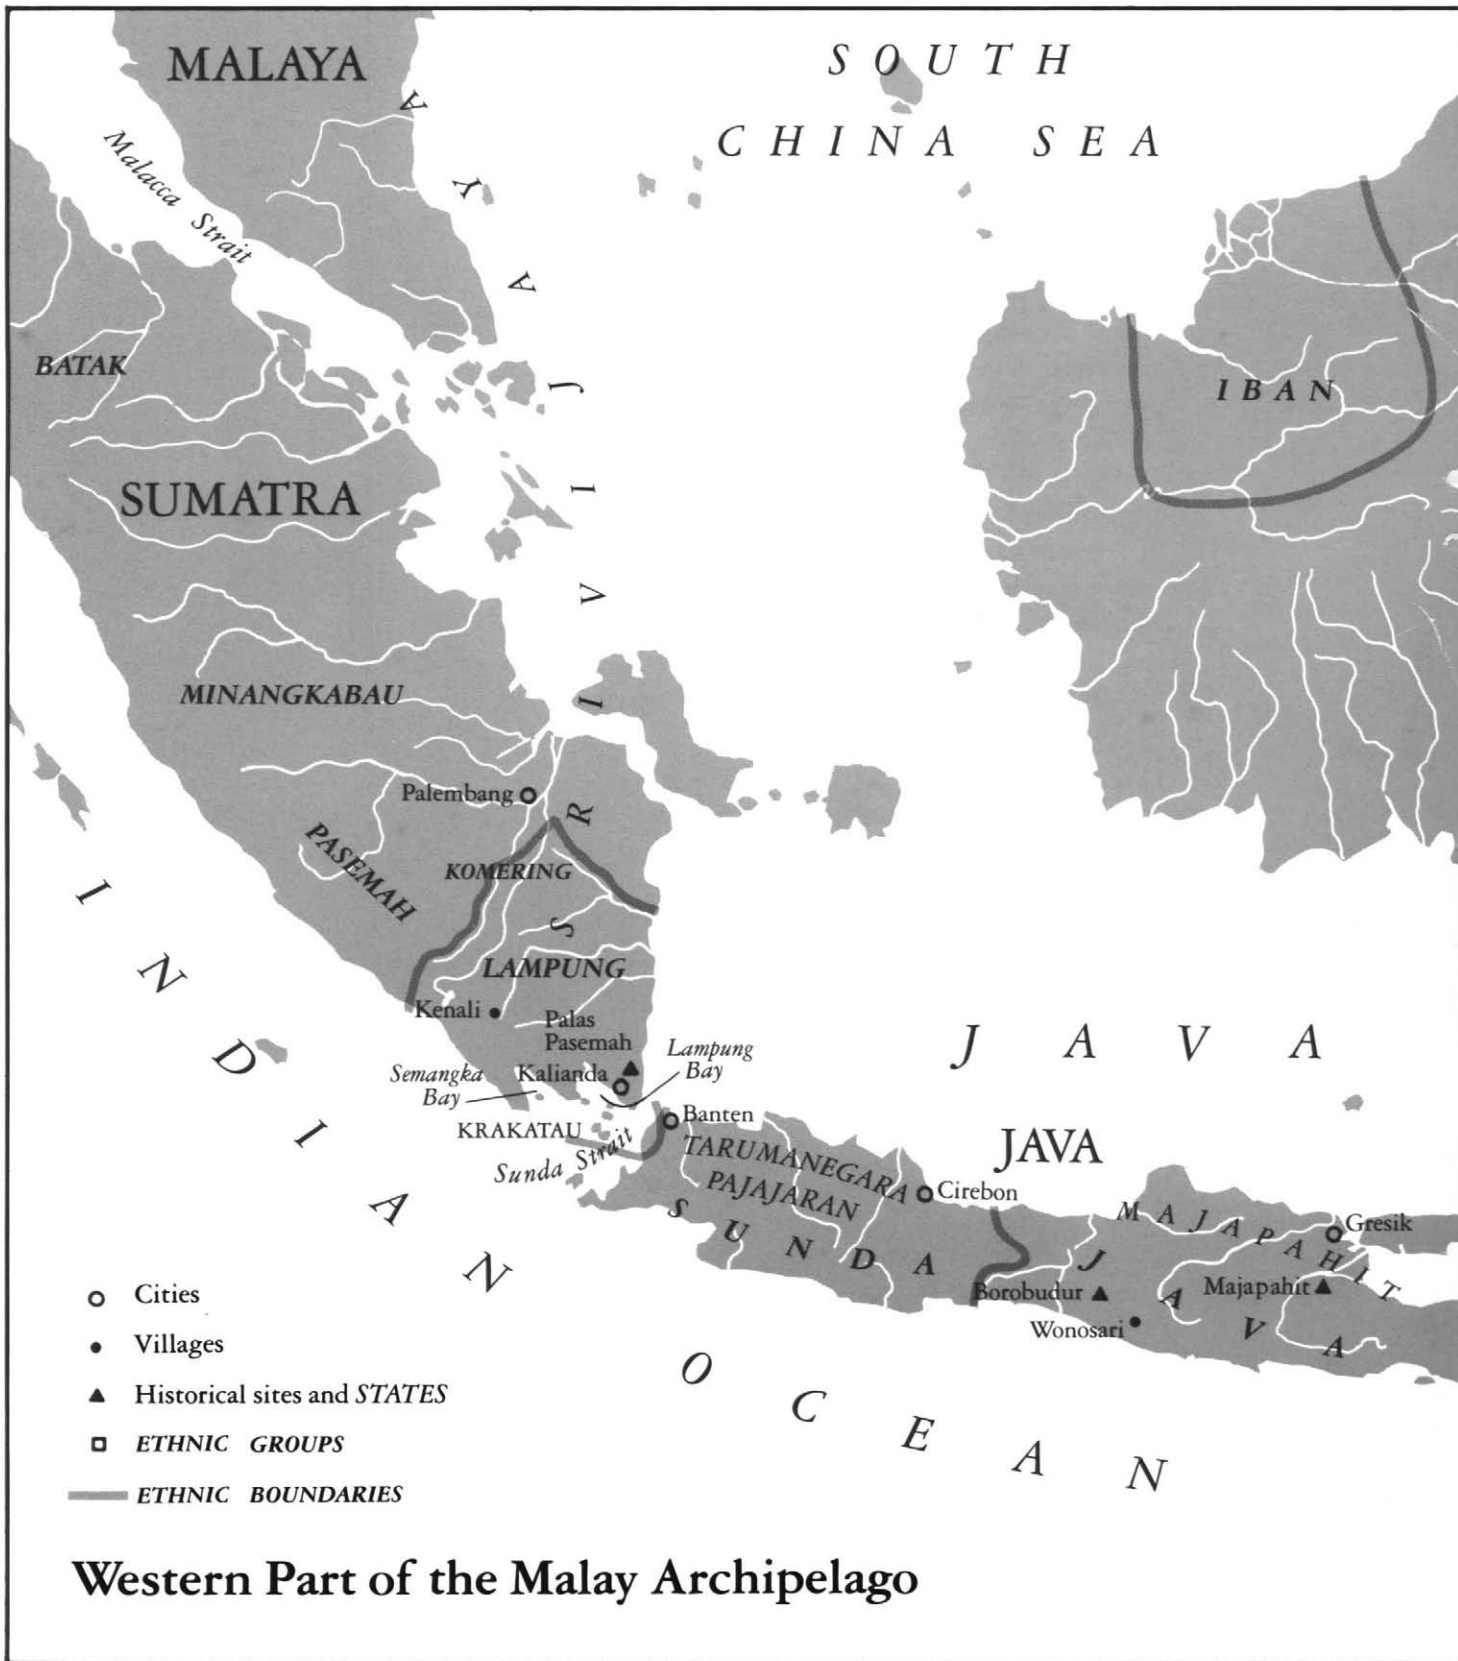 MALAYA
SOUTH
CHINA SEA
Malacca Strait
SRIVIJAYA
BATAK
IBAN
SUMATRA
MINANGKABAU
Palembang
PASEMAH
KOMERING
LAMPUNG
Kenali
Palas
Pasemah
Kalianda
Lampung
Bay
Semangka
Bay
KRAKATAU
Sunda Strait
Banten
TARUMANEGARA
PAJAJARAN
SUNDA
Cirebon
JAVA
JAVA
MAJAPAHIT
Gresik
JAVA
Borobudur
Majapahit
Wonosari
INDIAN
OCEAN
Cities
Villages
Historical sites and STATES
ETHNIC GROUPS
ETHNIC BOUNDARIES
Western Part of the Malay Archipelago